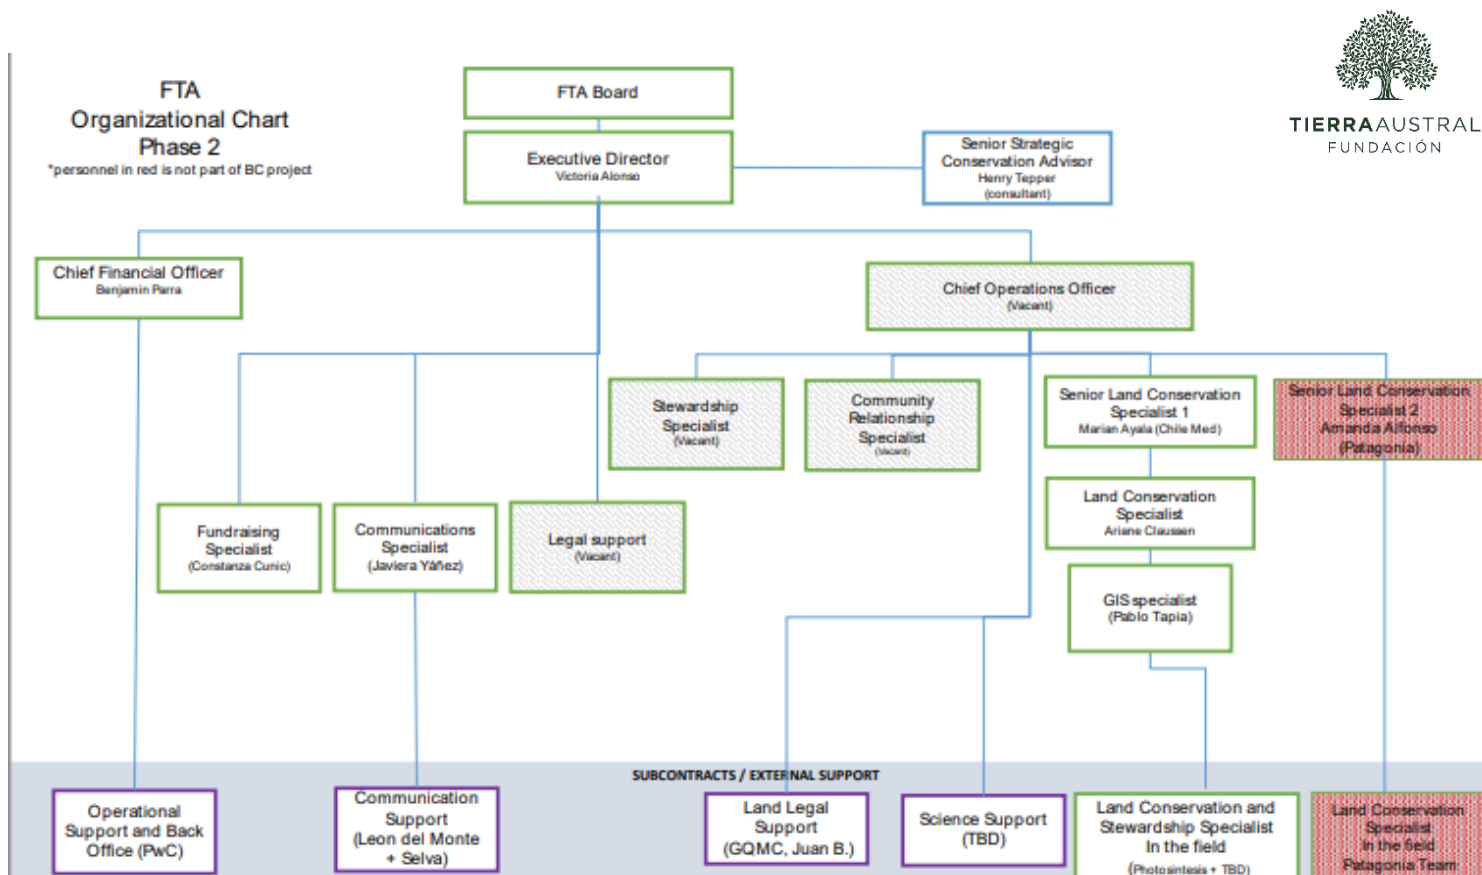 FTA
Organizational Chart
Phase 2
*personnel in red is not part of BC project
FTA Board
Executive Director
Victoria Alonso
Senior Strategic
Conservation Advisor
Henry Tepper
(consultant)
TIERRAAUSTRAL
FUNDACIÓN
Chief Financial Officer
Benjamin Parra
Chief Operations Officer
(Vacant)
Stewardship
Specialist
(Vacant)
Community
Relationship
Specialist
(Vacant)
Senior Land Conservation
Specialist 1
Marian Ayala (Chile Med)
Senior Land Conservation
Specialist 2
Amanda Alfonso
(Patagonia)
Land Conservation
Specialist
Ariane Claussen
Fundraising
Specialist
(Constanza Cunic)
Communications
Specialist
(Javiera Yáñez)
Legal support
(Vacant)
GIS specialist
(Pablo Tapia)
SUBCONTRACTS / EXTERNAL SUPPORT
Operational
Support and Back
Office (PwC)
Communication
Support
(Leon del Monte
+ Selva)
Land Legal
Support
(GQMC, Juan B.)
Science Support
(TBD)
Land Conservation and
Stewardship Specialist
In the field
(Photosintesis + TBD)
Land Conservation
Specialist
In the field
Patagonia Team